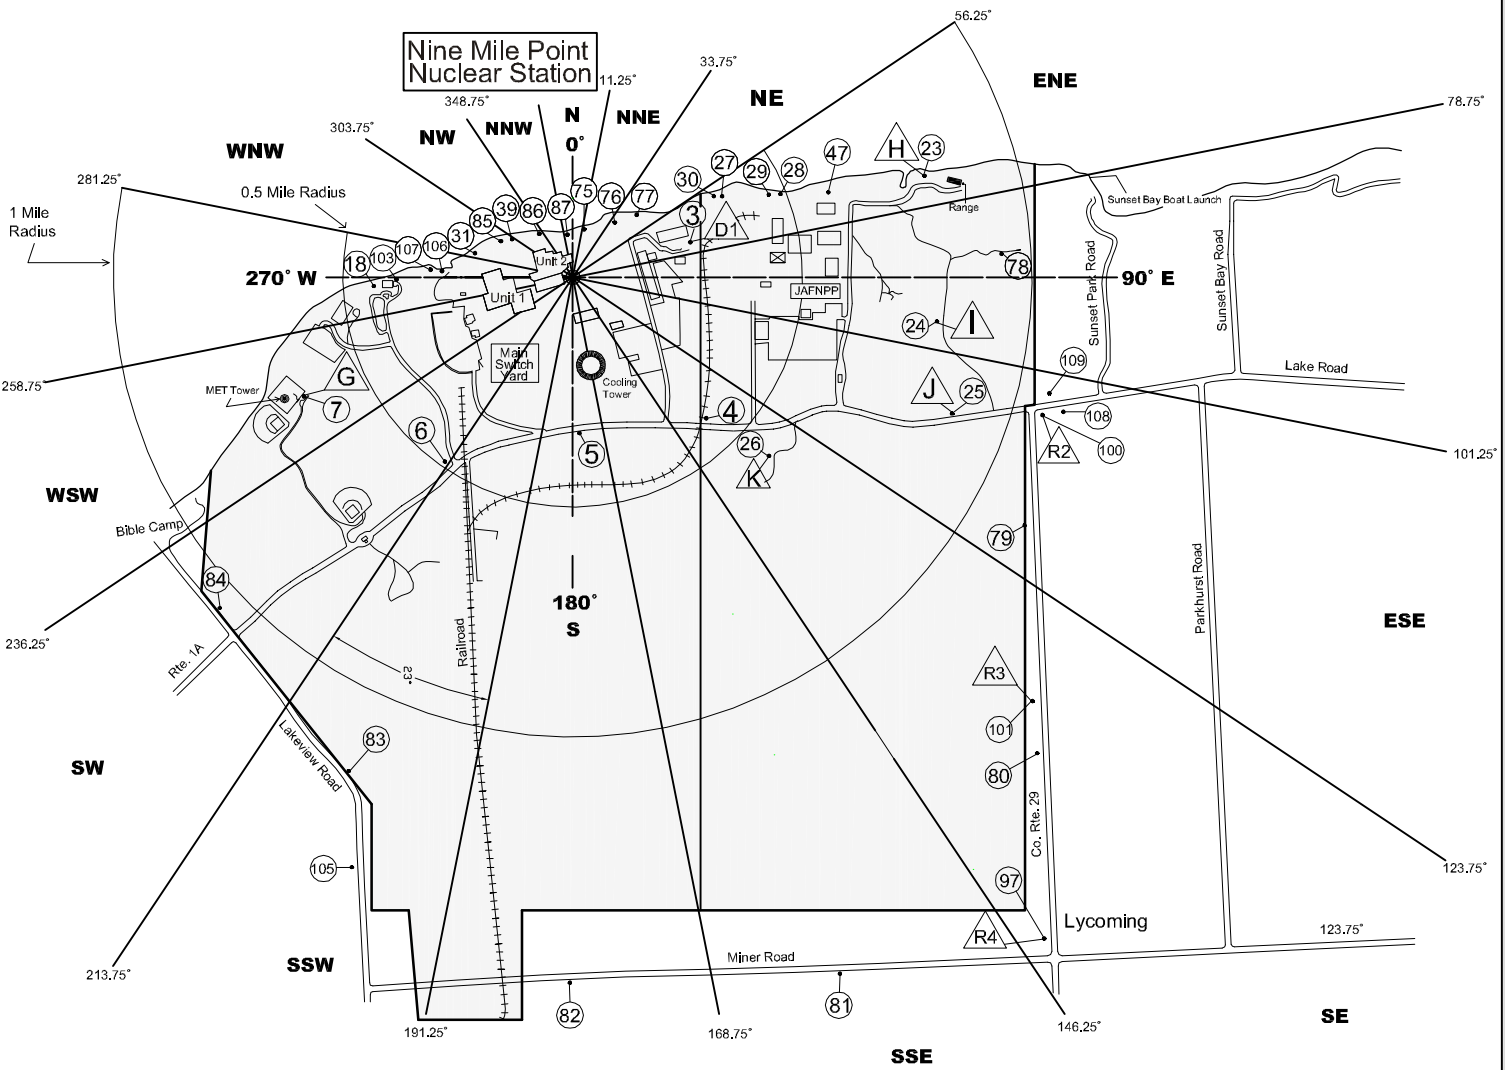 Nine Mile Point
Nuclear Station
56.25°
33.75°
11.25°
348.75°
303.75°
281.25°
78.75°
N
0°
NNE
NE
ENE
NNW
NW
WNW
0.5 Mile Radius
1 Mile
Radius
H
23
47
28
29
27
30
77
76
75
87
86
39
85
31
106
107
103
18
3
D1
Range
Sunset Bay Boat Launch
Unit 2
Unit 1
270° W
90° E
78
JAFNPP
24
I
Sunset Park Road
Sunset Bay Road
Main
Switch
Yard
Cooling
Tower
258.75°
MET Tower
G
7
J
25
109
Lake Road
108
100
R2
101.25°
4
5
6
26
K
WSW
Bible Camp
84
79
Parkhurst Road
ESE
180°
S
236.25°
Rte. 1A
Railroad
23°
R3
101
80
Lakeview Road
83
SW
Co. Rte. 29
105
97
123.75°
R4
Lycoming
123.75°
213.75°
SSW
Miner Road
82
81
191.25°
168.75°
146.25°
SE
SSE